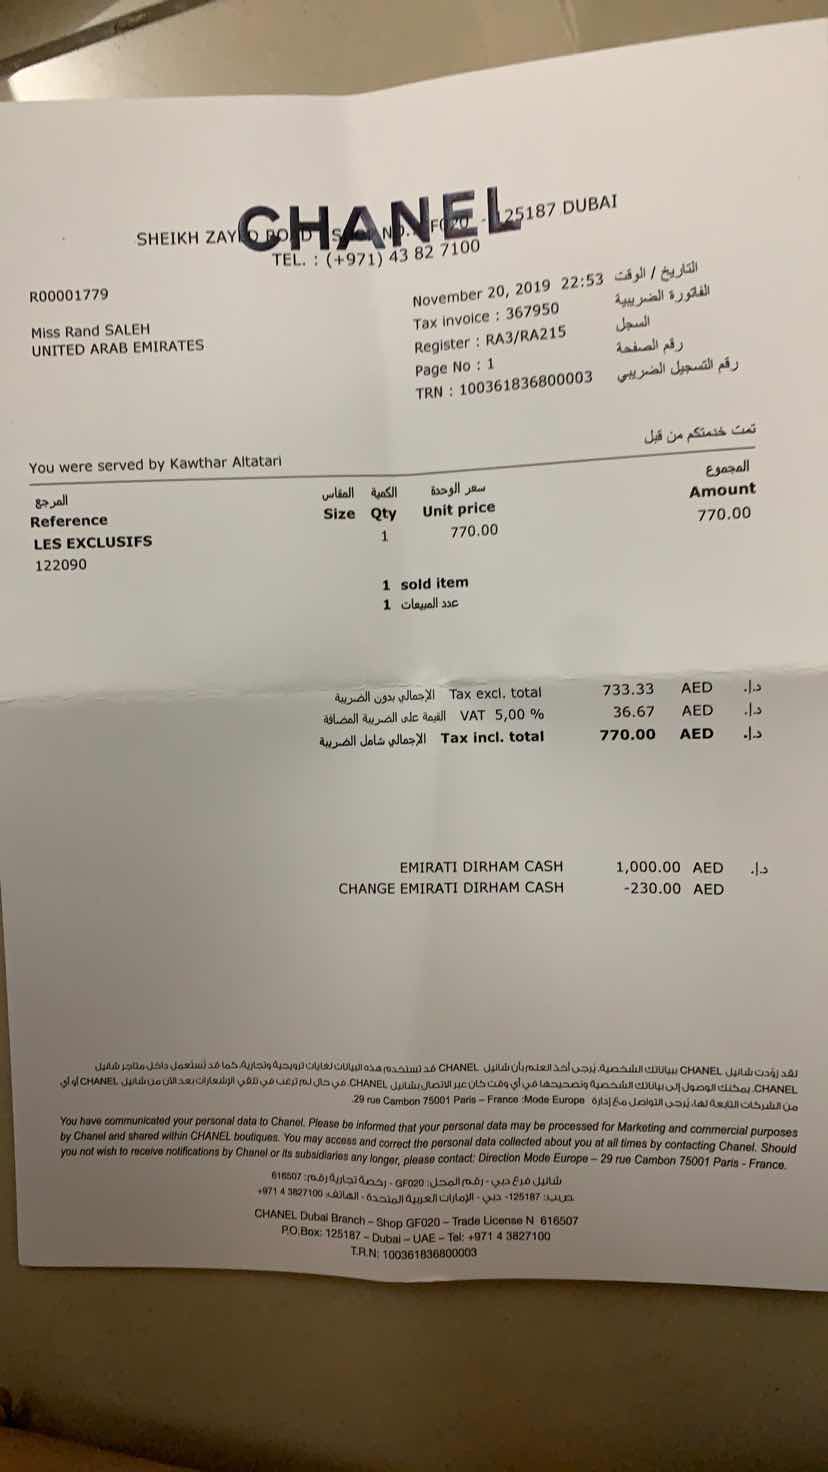 CHANEL
SHEIKH ZAYED ROAD SHOP NO. GF020 - 125187 DUBAI
TEL. : (+971) 43 82 7100
R00001779
Miss Rand SALEH
UNITED ARAB EMIRATES
November 20, 2019 22:53 التاريخ / الوقت
Tax invoice : 367950 الفاتورة الضريبية
Register : RA3/RA215 السجل
Page No : 1 رقم الصفحة
TRN : 100361836800003 رقم التسجيل الضريبي
تمت خدمتكم من قبل
You were served by Kawthar Altatari
المرجع المقاس الكمية سعر الوحدة المجموع
Reference Size Qty Unit price Amount
LES EXCLUSIFS 1 770.00 770.00
122090
1 sold item
1 عدد المبيعات
الإجمالي بدون الضريبة Tax excl. total 733.33 AED د.إ.
القيمة على الضريبة المضافة VAT 5,00 % 36.67 AED د.إ.
الإجمالي شامل الضريبة Tax incl. total 770.00 AED د.إ.
EMIRATI DIRHAM CASH 1,000.00 AED د.إ.
CHANGE EMIRATI DIRHAM CASH -230.00 AED
لقد زوّدت شانيل CHANEL ببياناتك الشخصية. يُرجى أخذ العلم بأن شانيل CHANEL قد تستخدم هذه البيانات لغايات ترويجية وتجارية، كما قد تُستعمل داخل متاجر شانيل
CHANEL. يمكنك الوصول إلى بياناتك الشخصية وتصحيحها في أي وقت كان عبر الاتصال بشانيل CHANEL. في حال لم ترغب في تلقي الإشعارات بعد الآن من شانيل CHANEL أو أي
من الشركات التابعة لها، يُرجى التواصل مع إدارة Mode Europe: 29 rue Cambon 75001 Paris – France.
You have communicated your personal data to Chanel. Please be informed that your personal data may be processed for Marketing and commercial purposes
by Chanel and shared within CHANEL boutiques. You may access and correct the personal data collected about you at all times by contacting Chanel. Should
you not wish to receive notifications by Chanel or its subsidiaries any longer, please contact: Direction Mode Europe – 29 rue Cambon 75001 Paris - France.
شانيل فرع دبي - رقم المحل: GF020 - رخصة تجارية رقم: 616507
ص.ب: 125187- دبي - الإمارات العربية المتحدة - الهاتف: 3827100 4 971+
CHANEL Dubai Branch – Shop GF020 – Trade License N 616507
P.O.Box: 125187 – Dubai – UAE – Tel: +971 4 3827100
T.R.N: 100361836800003